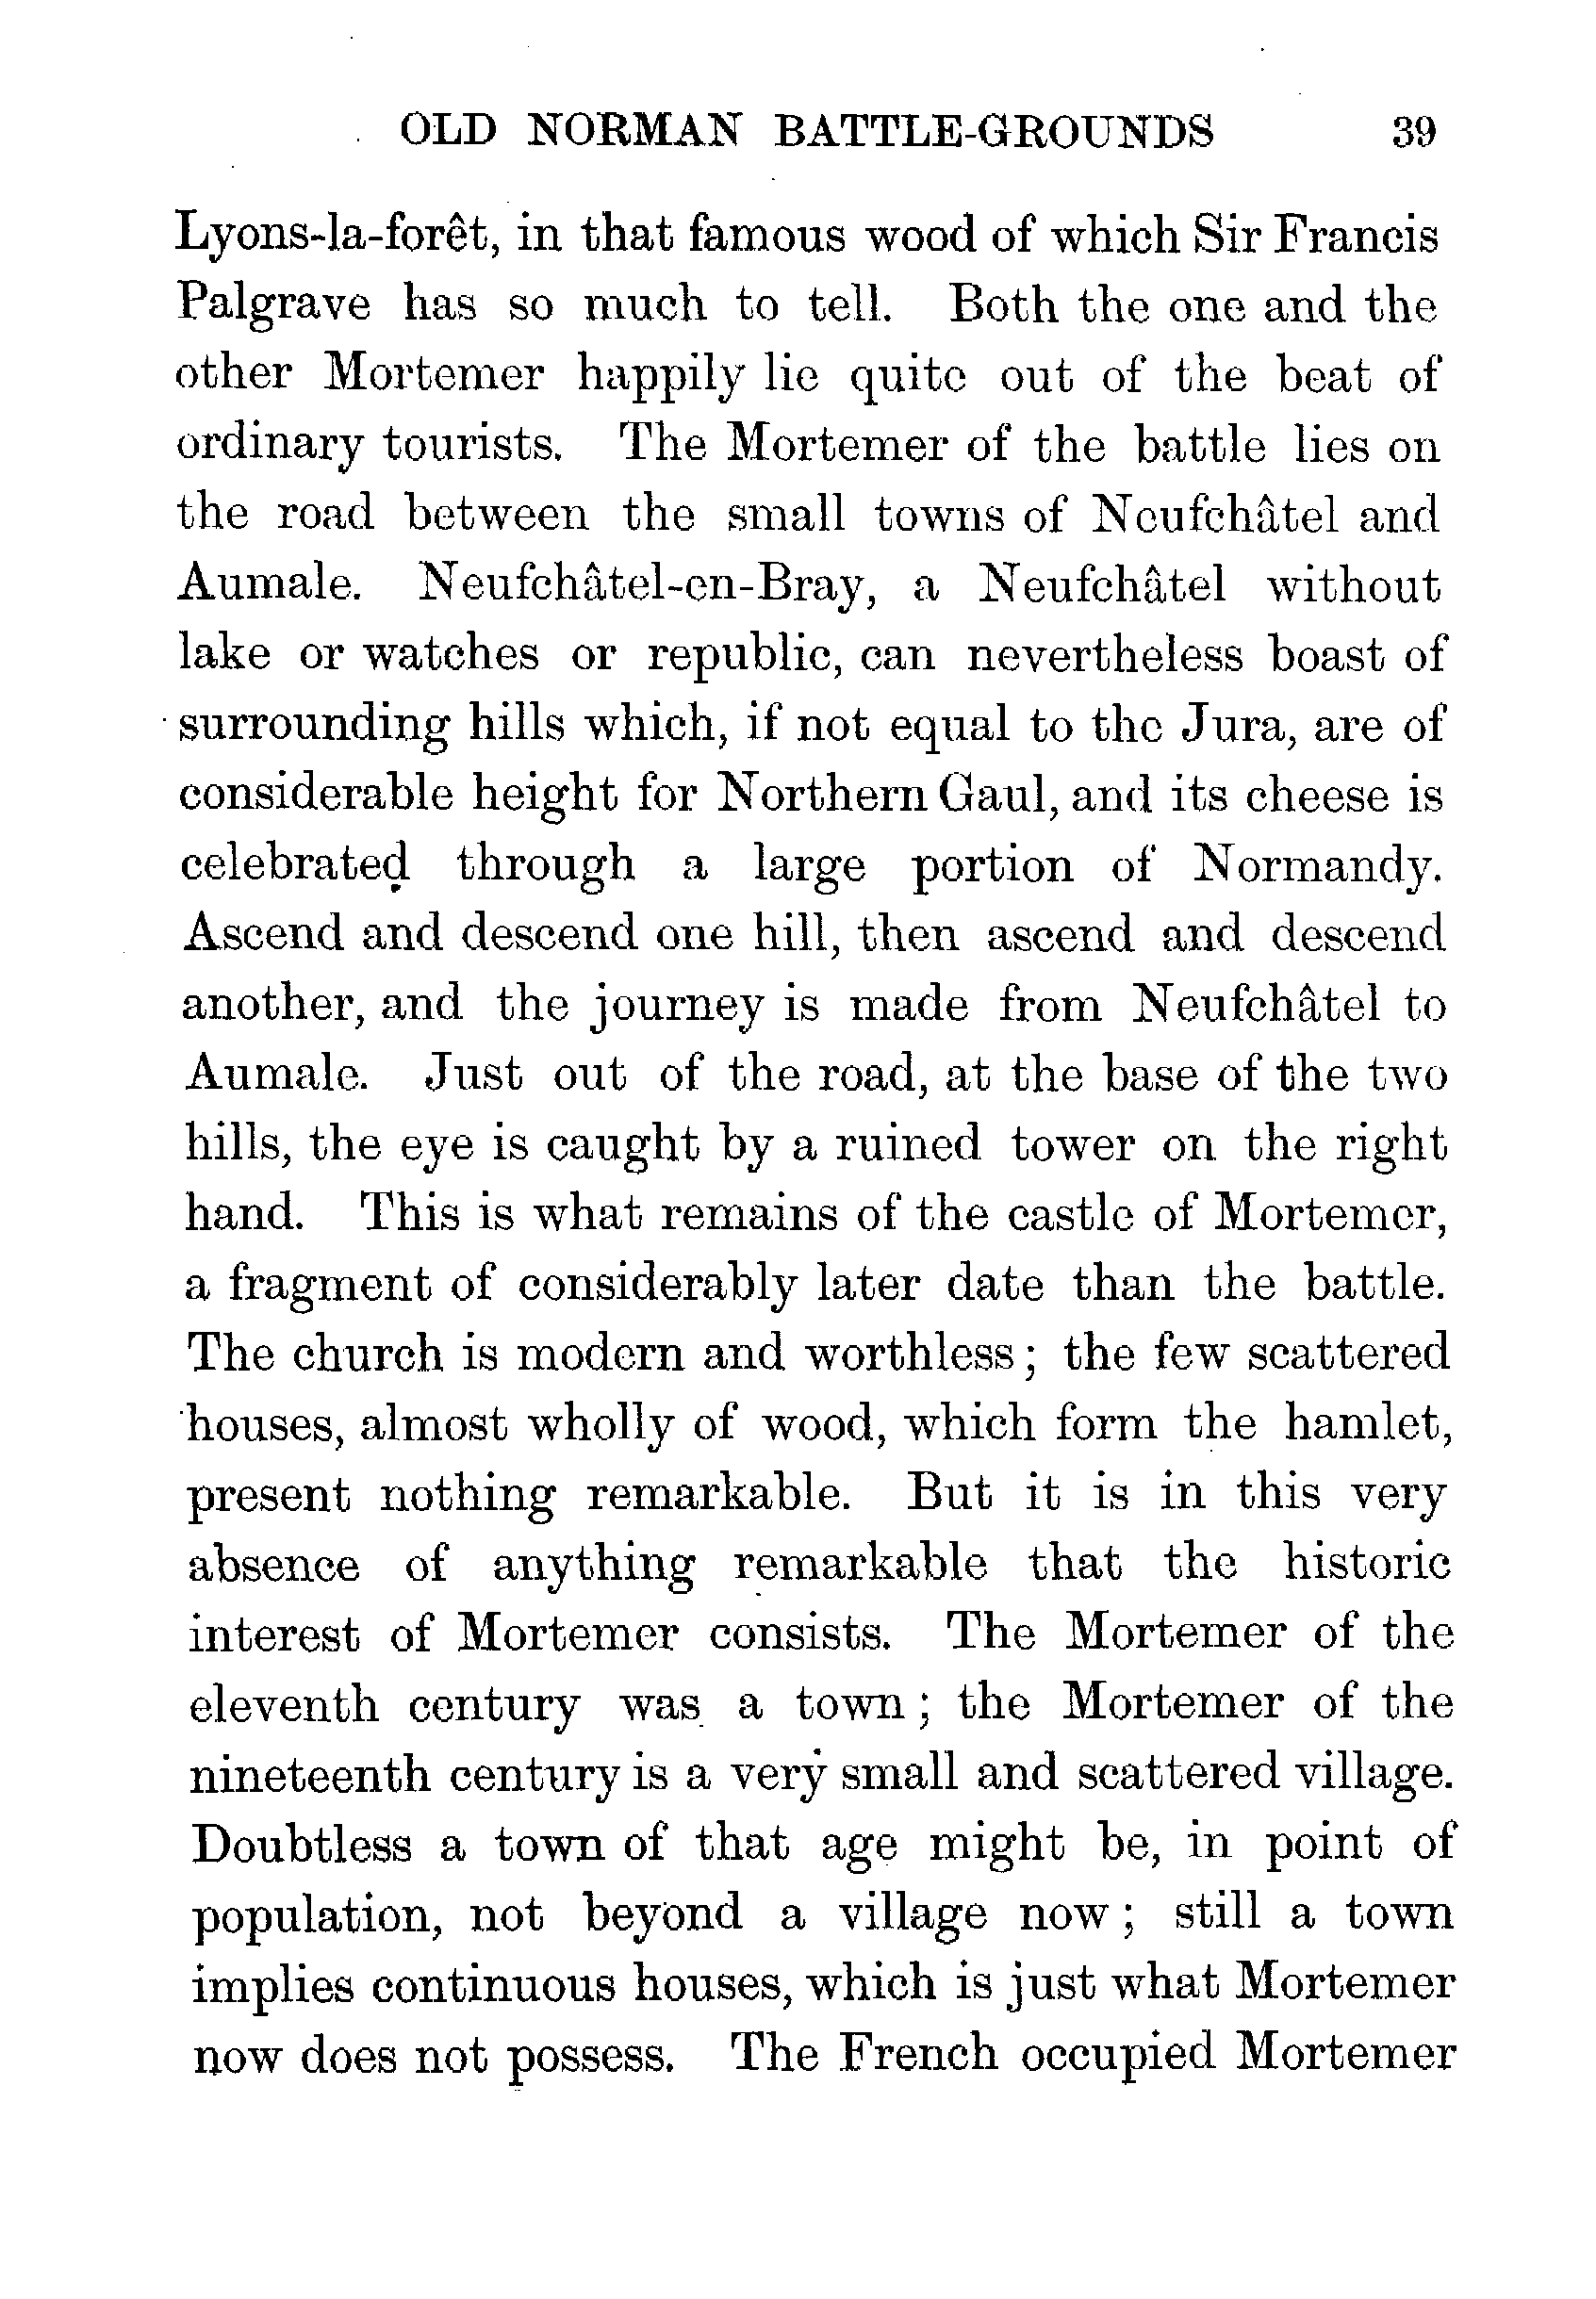 OLD NORMAN BATTLE-GROUNDS 39
Lyons-la-forêt, in that famous wood of which Sir Francis
Palgrave has so much to tell. Both the one and the
other Mortemer happily lie quite out of the beat of
ordinary tourists. The Mortemer of the battle lies on
the road between the small towns of Neufchâtel and
Aumale. Neufchâtel-en-Bray, a Neufchâtel without
lake or watches or republic, can nevertheless boast of
surrounding hills which, if not equal to the Jura, are of
considerable height for Northern Gaul, and its cheese is
celebrated through a large portion of Normandy.
Ascend and descend one hill, then ascend and descend
another, and the journey is made from Neufchâtel to
Aumale. Just out of the road, at the base of the two
hills, the eye is caught by a ruined tower on the right
hand. This is what remains of the castle of Mortemer,
a fragment of considerably later date than the battle.
The church is modern and worthless; the few scattered
houses, almost wholly of wood, which form the hamlet,
present nothing remarkable. But it is in this very
absence of anything remarkable that the historic
interest of Mortemer consists. The Mortemer of the
eleventh century was a town; the Mortemer of the
nineteenth century is a very small and scattered village.
Doubtless a town of that age might be, in point of
population, not beyond a village now; still a town
implies continuous houses, which is just what Mortemer
now does not possess. The French occupied Mortemer